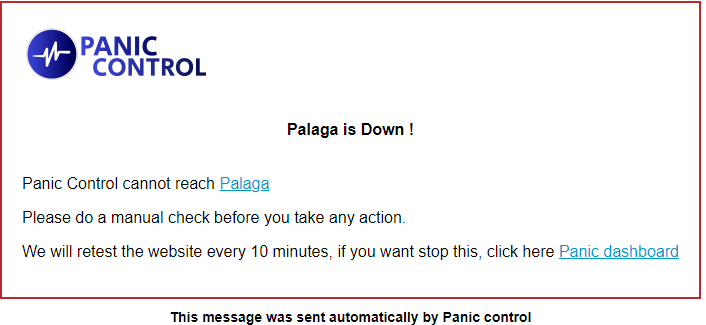 PANIC
CONTROL
Palaga is Down !
Panic Control cannot reach Palaga
Please do a manual check before you take any action.
We will retest the website every 10 minutes, if you want stop this, click here Panic dashboard
This message was sent automatically by Panic control